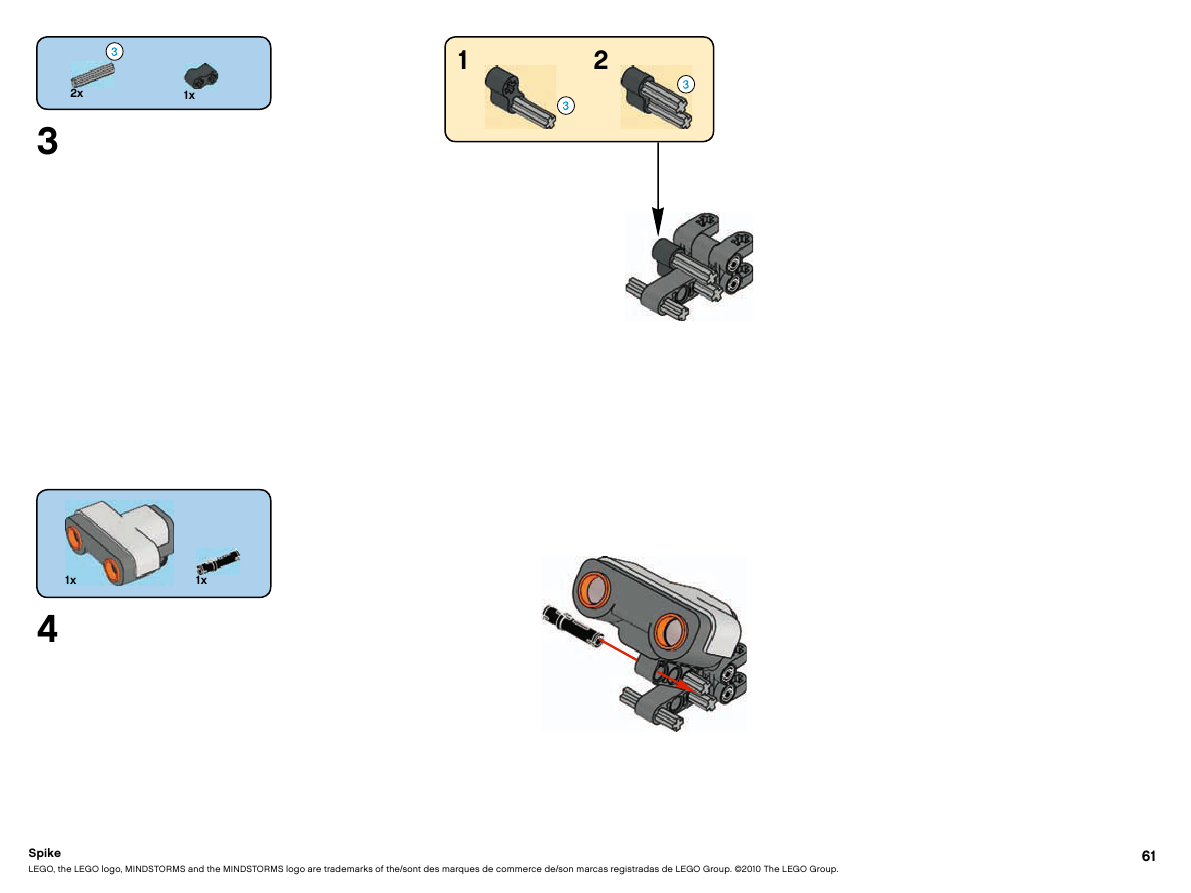 3
2x
1x
3
1
3
2
3
1x
1x
4
Spike
LEGO, the LEGO logo, MINDSTORMS and the MINDSTORMS logo are trademarks of the/sont des marques de commerce de/son marcas registradas de LEGO Group. ©2010 The LEGO Group.
61